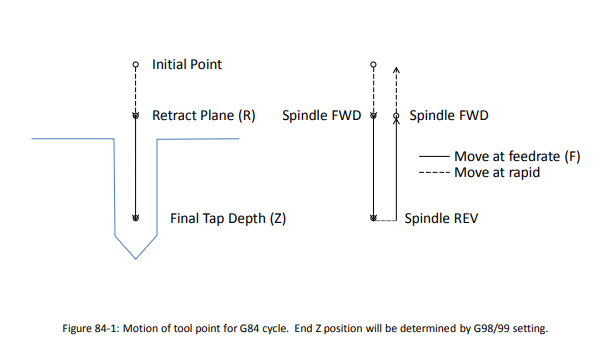 Initial Point
Retract Plane (R)
Spindle FWD
Spindle FWD
Move at feedrate (F)
Move at rapid
Final Tap Depth (Z)
Spindle REV
Figure 84-1: Motion of tool point for G84 cycle.  End Z position will be determined by G98/99 setting.